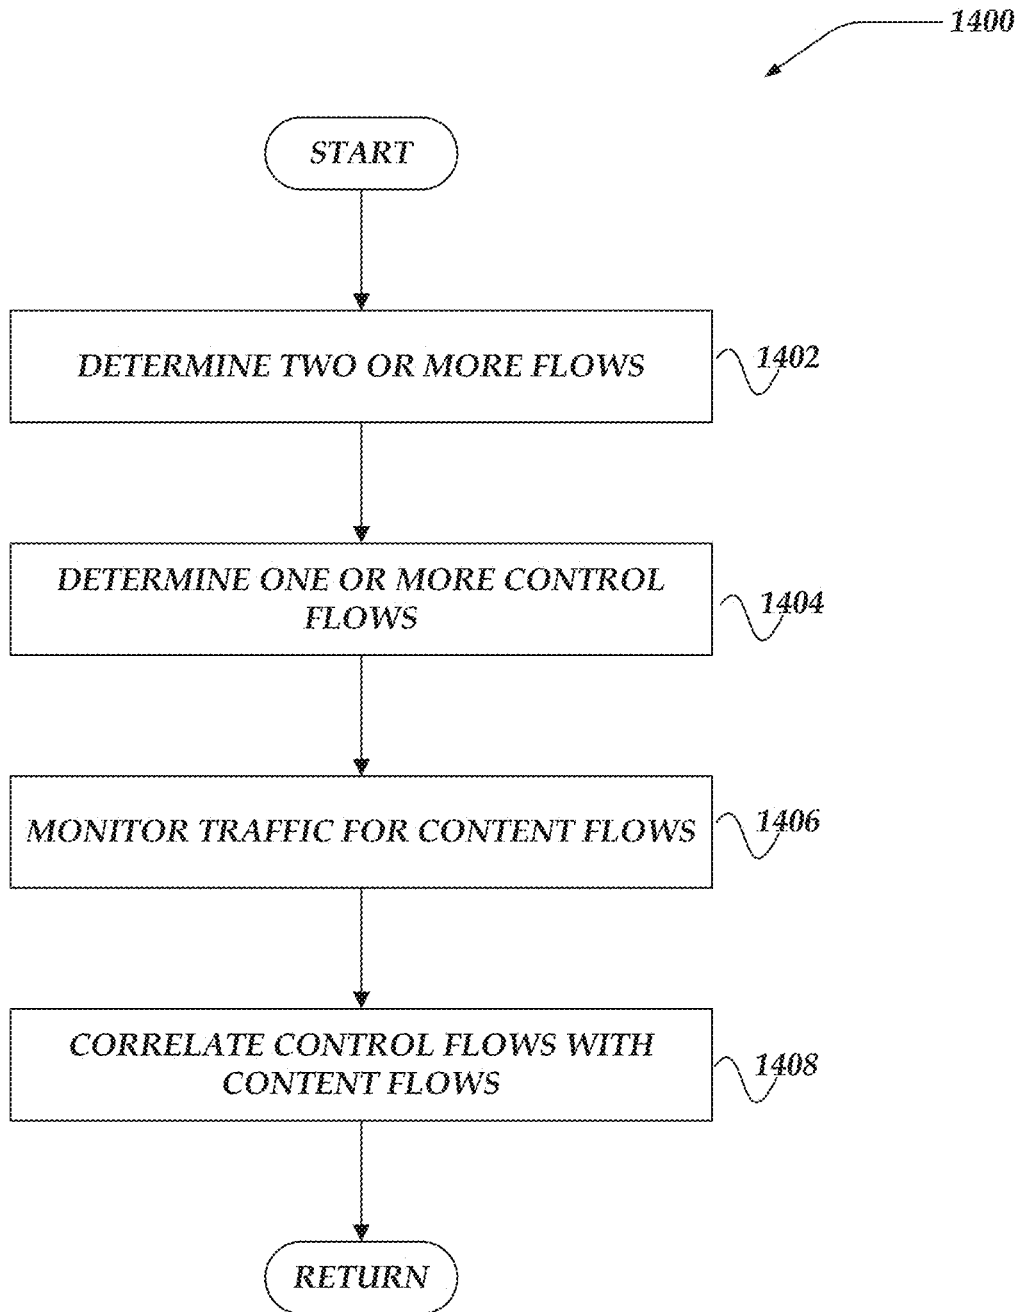 1400
START
DETERMINE TWO OR MORE FLOWS
1402
DETERMINE ONE OR MORE CONTROL
FLOWS
1404
MONITOR TRAFFIC FOR CONTENT FLOWS
1406
CORRELATE CONTROL FLOWS WITH
CONTENT FLOWS
1408
RETURN